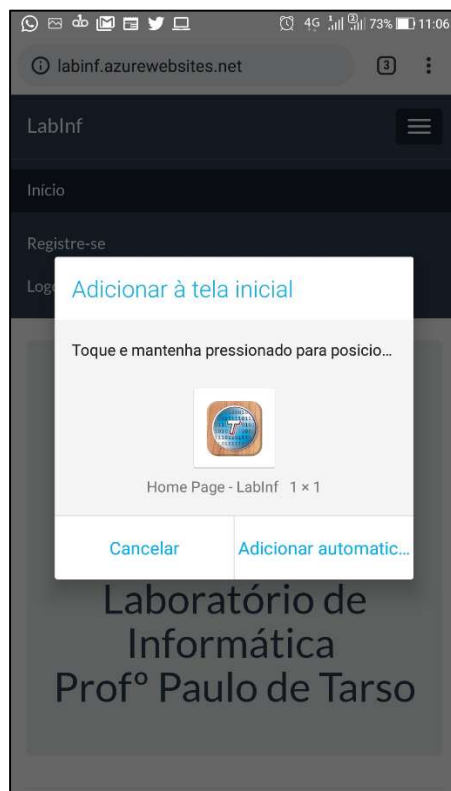 4G 73% 11:06
labinf.azurewebsites.net 3
LabInf
Início
Registre-se
Loge
Adicionar à tela inicial
Toque e mantenha pressionado para posicio...
T
Home Page - LabInf 1 × 1
Cancelar Adicionar automatic...
Laboratório de
Informática
Profº Paulo de Tarso